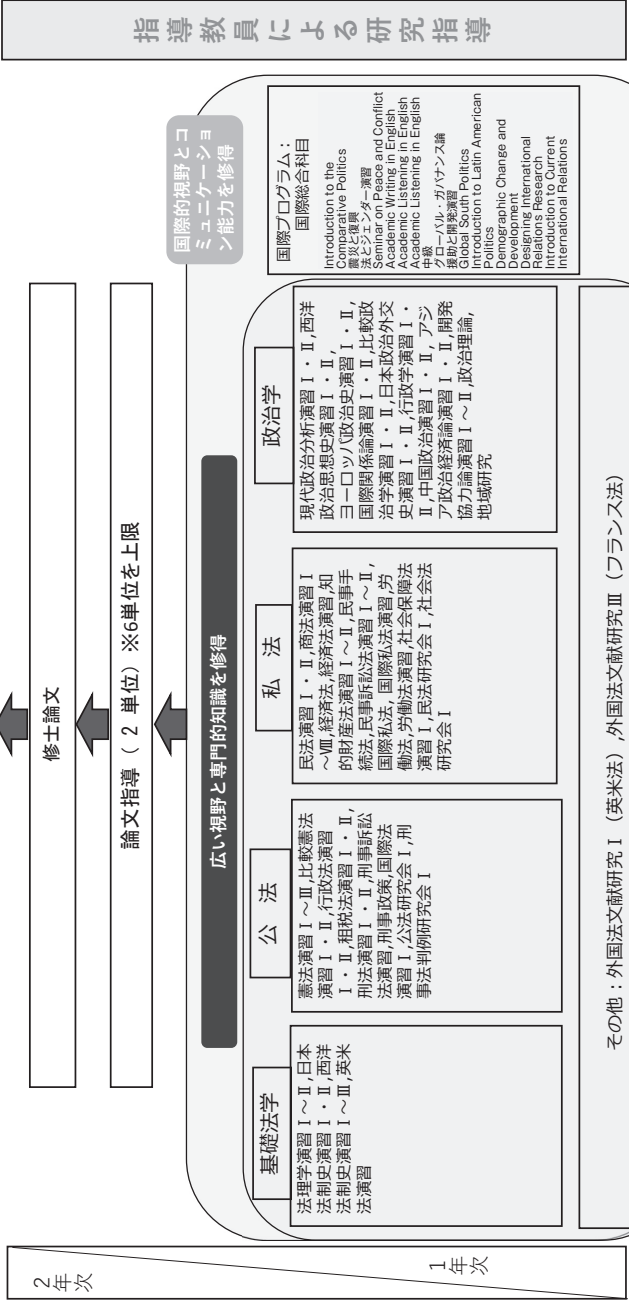 指導教員による研究指導
修士論文
論文指導（ 2 単位）※6単位を上限
国際的視野とコ
ミュニケーショ
ン能力を修得
広い視野と専門的知識を修得
2年次
1年次
基礎法学
法理学演習Ⅰ～Ⅱ,日本
法制史演習Ⅰ・Ⅱ,西洋
法制史演習Ⅰ～Ⅲ,英米
法演習
公　法
憲法演習Ⅰ～Ⅲ,比較憲法
演習Ⅰ・Ⅱ,行政法演習
Ⅰ・Ⅱ,租税法演習Ⅰ・Ⅱ,
刑法演習Ⅰ・Ⅱ,刑事訴訟
法演習,刑事政策,国際法
演習Ⅰ,公法研究会Ⅰ,刑
事法判例研究会Ⅰ
私　法
民法演習Ⅰ・Ⅱ,商法演習Ⅰ
～Ⅷ,経済法,経済法演習,知
的財産法演習Ⅰ～Ⅱ,民事手
続法,民事訴訟法演習Ⅰ～Ⅱ,
国際私法,国際私法演習,労
働法,労働法演習,社会保障法
演習Ⅰ,民法研究会Ⅰ,社会法
研究会Ⅰ
政治学
現代政治分析演習Ⅰ・Ⅱ,西洋
政治思想史演習Ⅰ・Ⅱ,
ヨーロッパ政治史演習Ⅰ・Ⅱ,
国際関係論演習Ⅰ・Ⅱ,比較政
治学演習Ⅰ・Ⅱ,日本政治外交
史演習Ⅰ・Ⅱ,行政学演習Ⅰ・
Ⅱ,中国政治演習Ⅰ・Ⅱ,アジ
ア政治経済論演習Ⅰ・Ⅱ,開発
協力論演習Ⅰ～Ⅱ,政治理論,
地域研究
国際プログラム：
国際総合科目
Introduction to the
Comparative Politics
震災と復興
法とジェンダー演習
Seminar on Peace and Conflict
Academic Writing in English
Academic Listening in English
Academic Listening in English
中級
グローバル・ガバナンス論
援助と開発演習
Global South Politics
Introduction to Latin American
Politics
Demographic Change and
Development
Designing International
Relations Research
Introduction to Current
International Relations
その他：外国法文献研究Ⅰ（英米法）,外国法文献研究Ⅲ（フランス法）